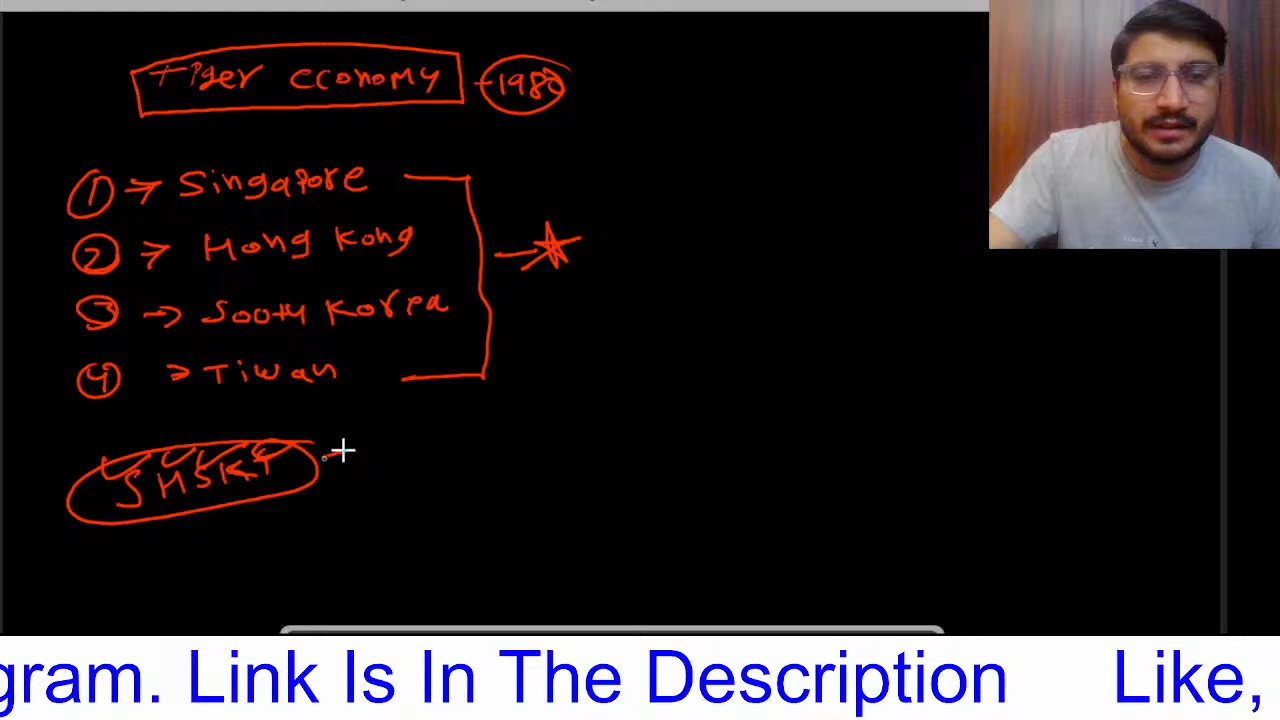 Tiger economy - 1980
1 → Singapore
2 → Hong Kong
3 → South Korea
4 → Tiwan
SHSKT
gram. Link Is In The Description Like,